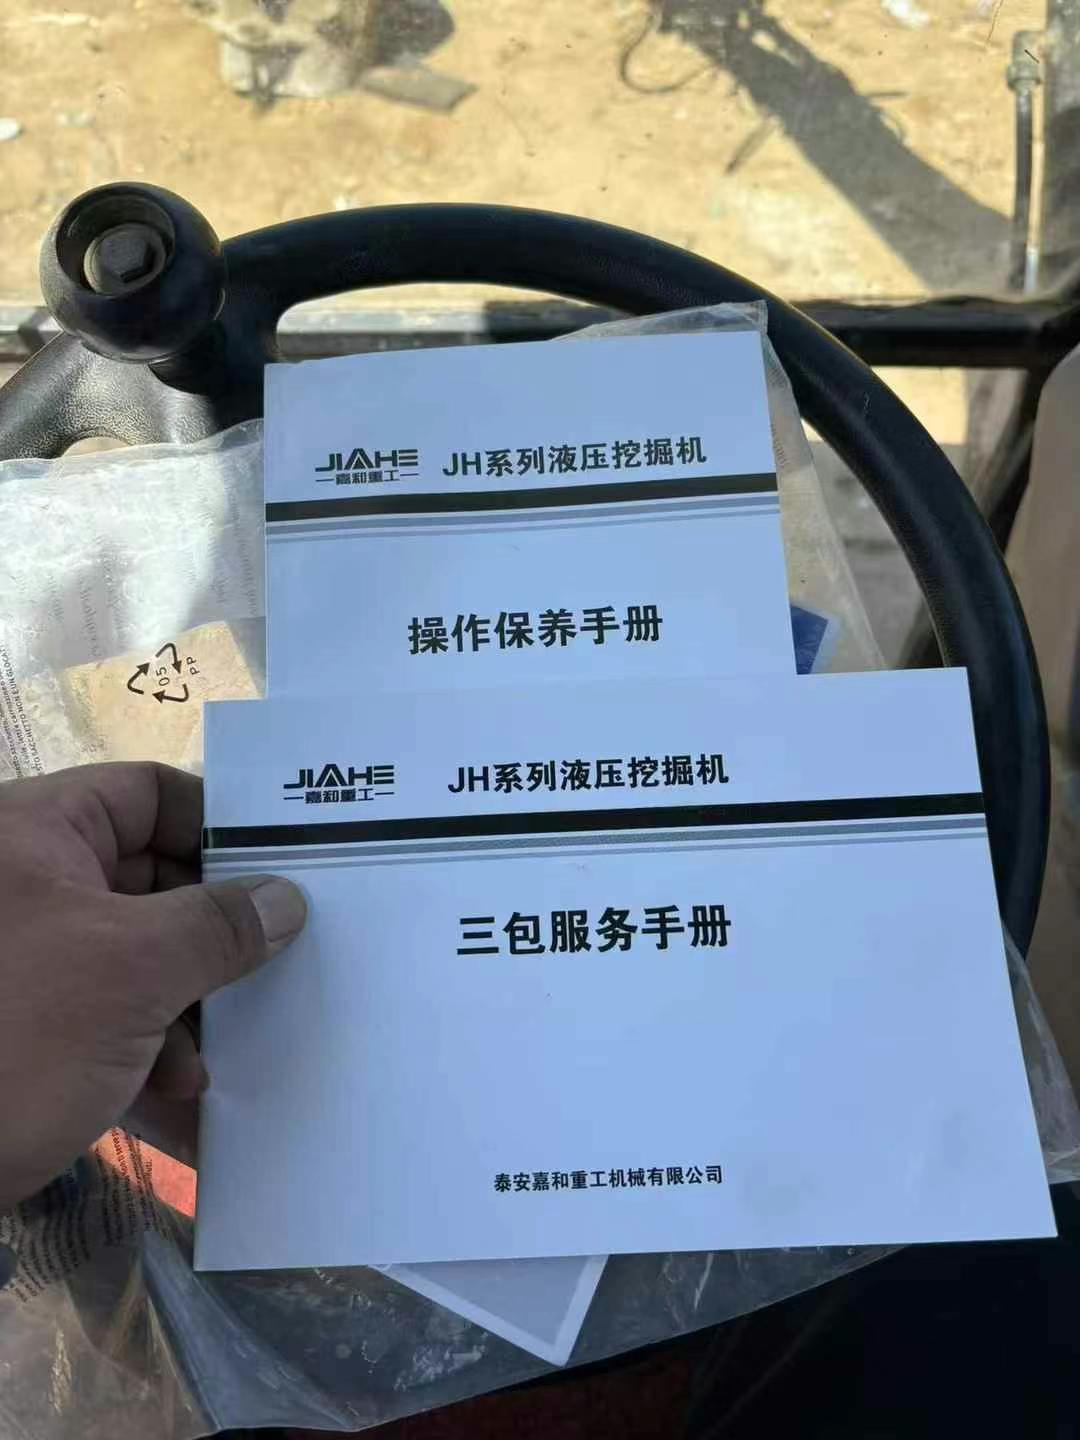 JIAHE
嘉和重工
JH系列液压挖掘机
操作保养手册
05
PP
JIAHE
嘉和重工
JH系列液压挖掘机
三包服务手册
泰安嘉和重工机械有限公司